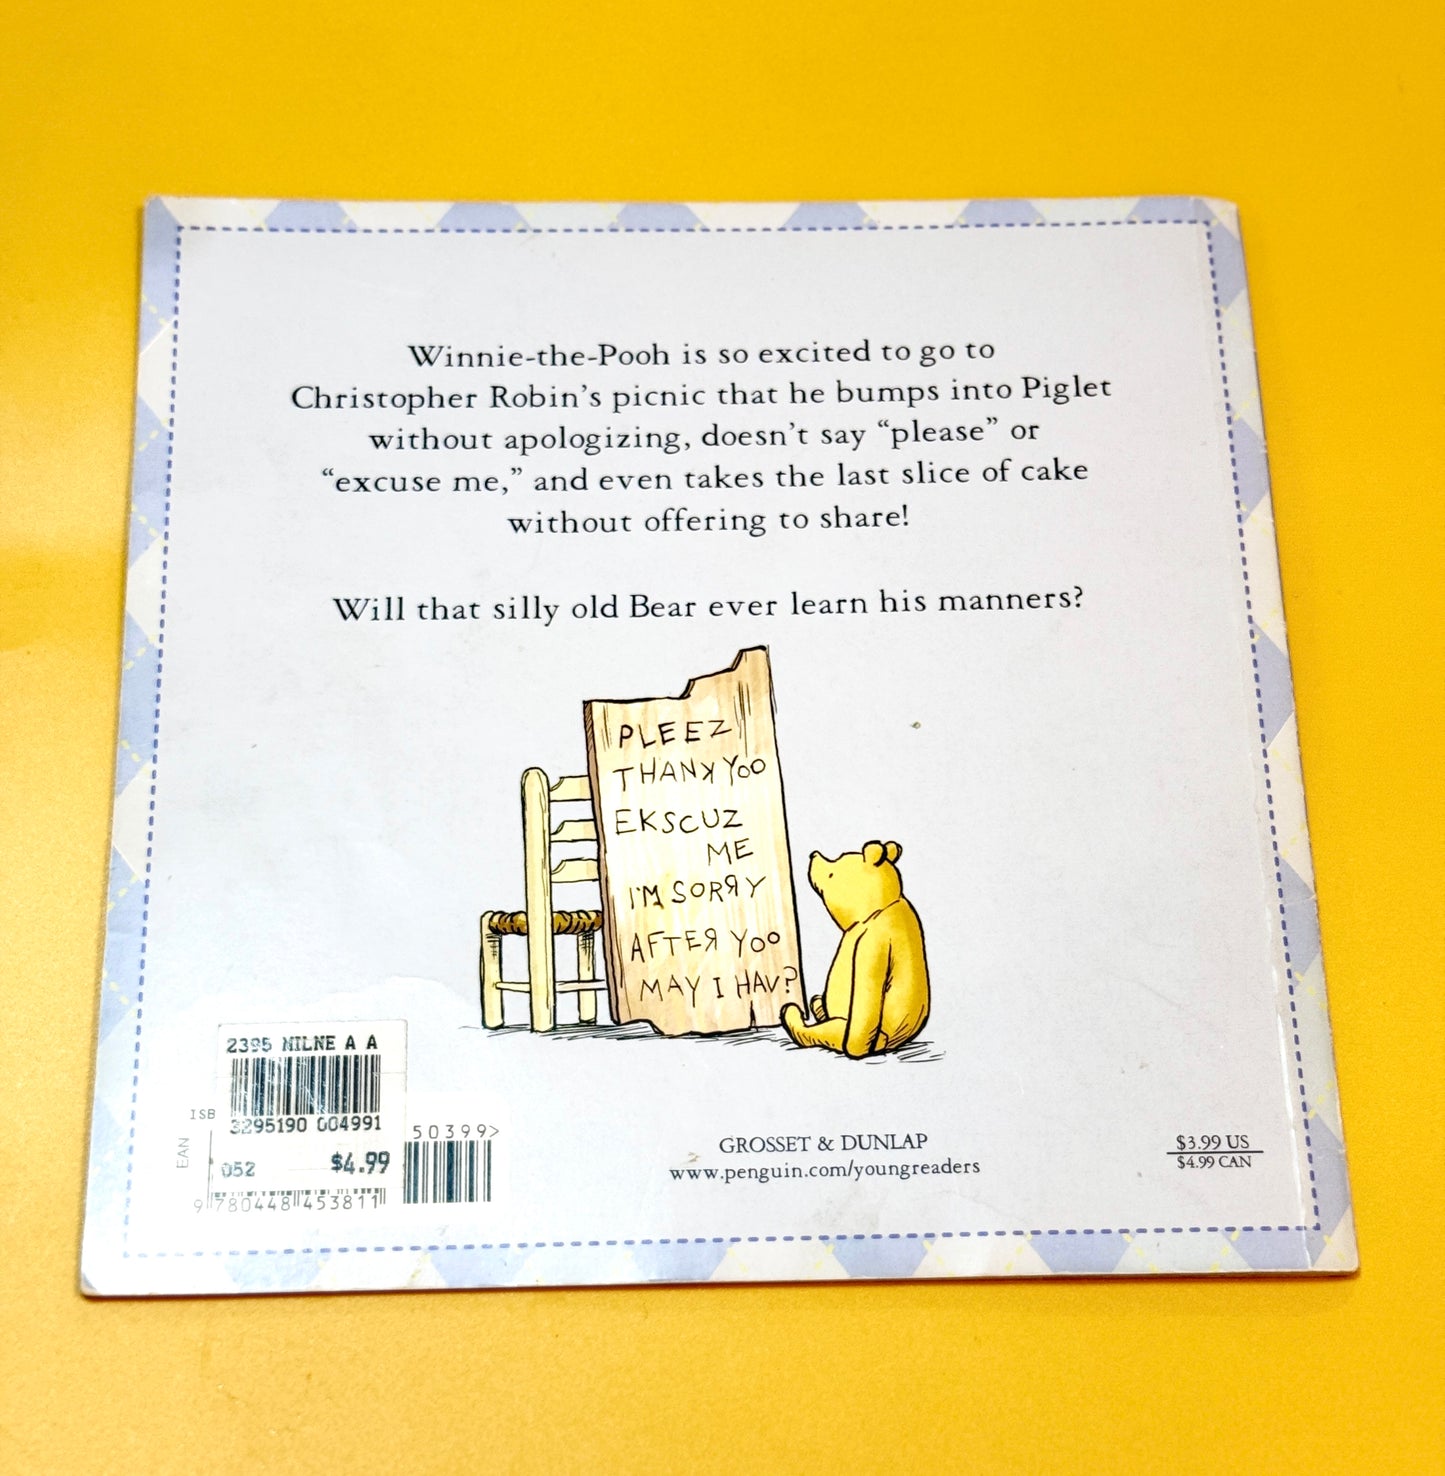 Winnie-the-Pooh is so excited to go to
Christopher Robin's picnic that he bumps into Piglet
without apologizing, doesn't say “please” or
“excuse me,” and even takes the last slice of cake
without offering to share!
Will that silly old Bear ever learn his manners?
PLEEZ
THANK YOO
EKSCUZ
ME
I'M SORRY
AFTER YOO
MAY I HAV?
2395 MILNE A A
ISB
3295190 004991
50399>
EAN
052 $4.99
9 780448 453811
GROSSET & DUNLAP
www.penguin.com/youngreaders
$3.99 US
$4.99 CAN